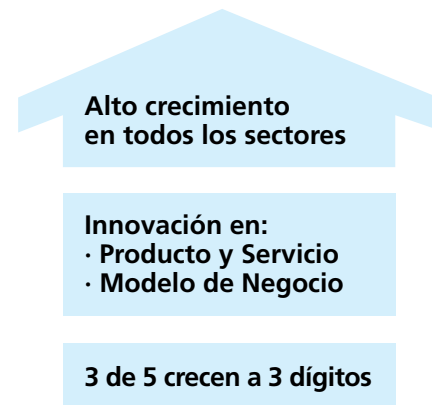 Alto crecimiento
en todos los sectores
Innovación en:
· Producto y Servicio
· Modelo de Negocio
3 de 5 crecen a 3 dígitos